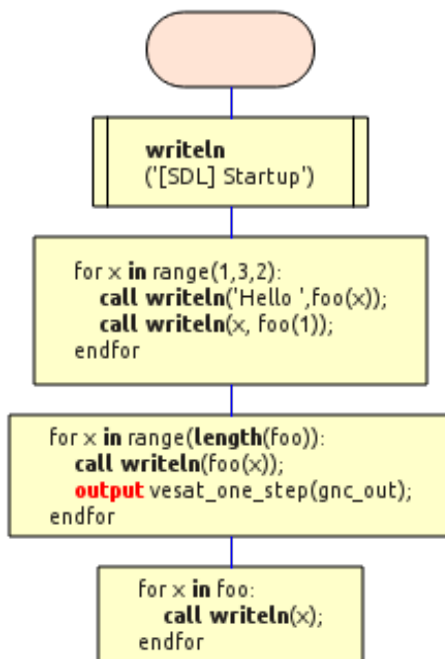 writeln
('[SDL] Startup')
for x in range(1,3,2):
call writeln('Hello ',foo(x));
call writeln(x, foo(1));
endfor
for x in range(length(foo)):
call writeln(foo(x));
output vesat_one_step(gnc_out);
endfor
for x in foo:
call writeln(x);
endfor